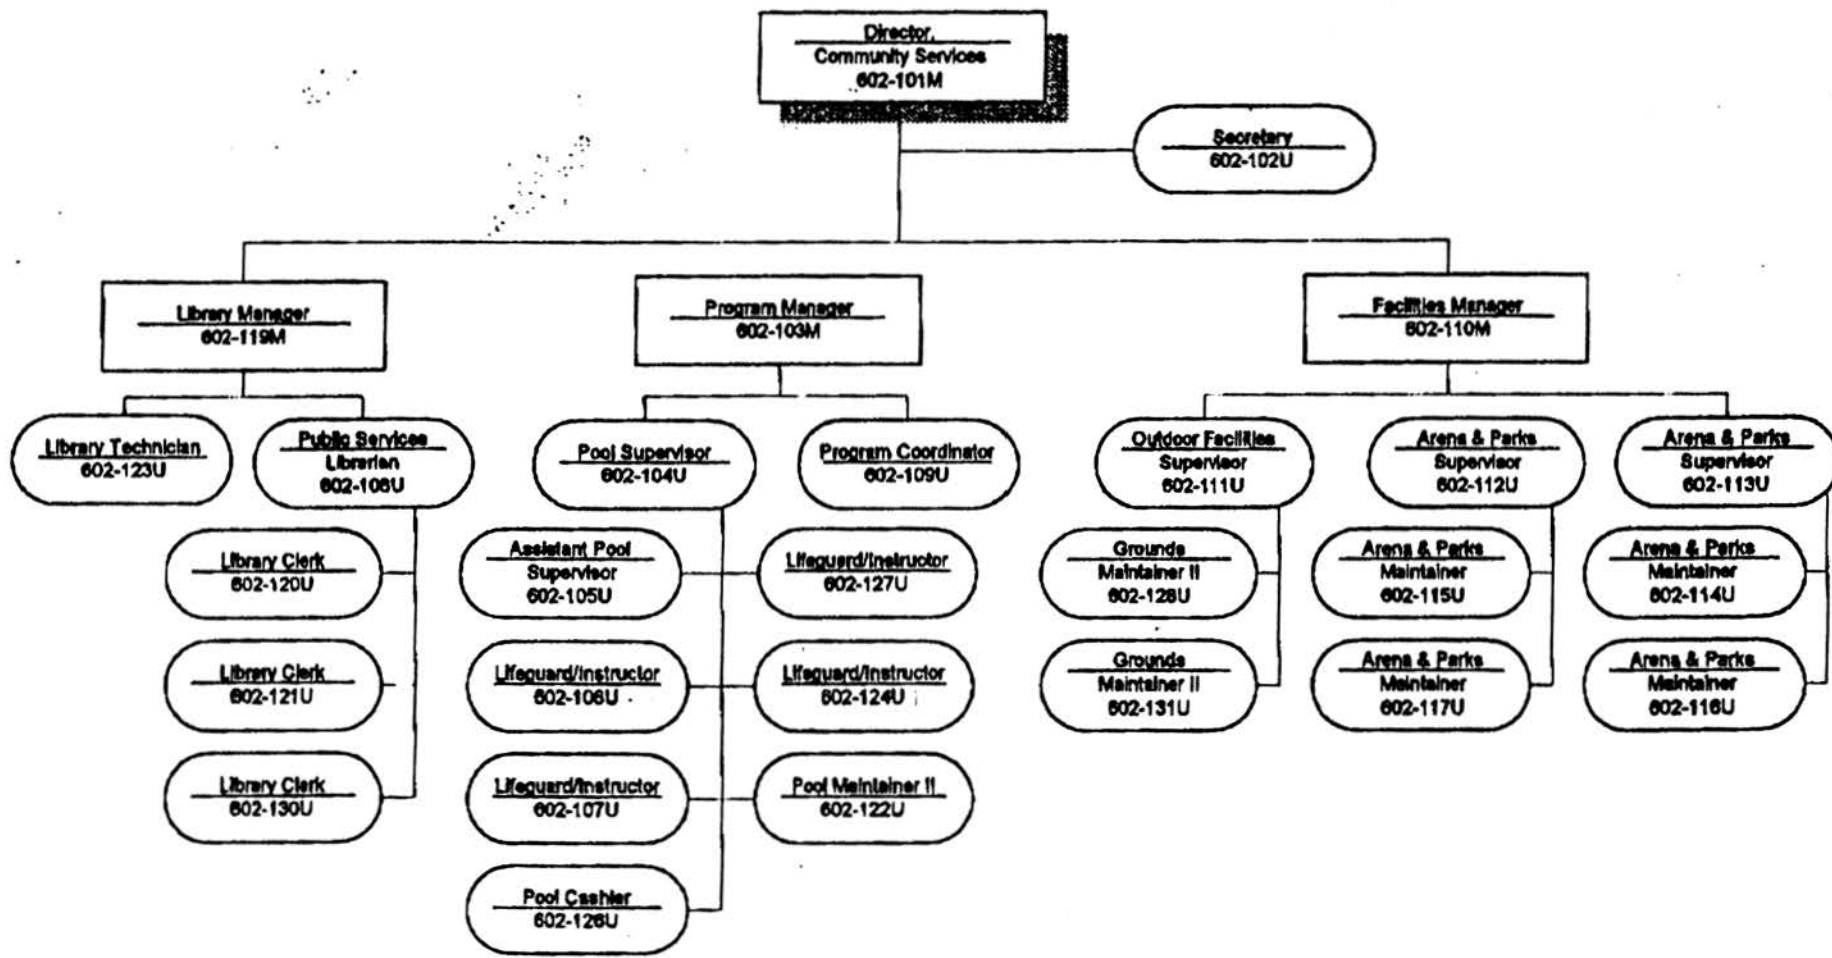 Director,
Community Services
602-101M
Secretary
602-102U
Library Manager
602-119M
Program Manager
602-103M
Facilities Manager
602-110M
Library Technician
602-123U
Public Services
Librarian
602-108U
Pool Supervisor
602-104U
Program Coordinator
602-109U
Outdoor Facilities
Supervisor
602-111U
Arena & Parks
Supervisor
602-112U
Arena & Parks
Supervisor
602-113U
Library Clerk
602-120U
Assistant Pool
Supervisor
602-105U
Lifeguard/Instructor
602-127U
Grounds
Maintainer II
602-128U
Arena & Parks
Maintainer
602-115U
Arena & Parks
Maintainer
602-114U
Library Clerk
602-121U
Lifeguard/Instructor
602-106U
Lifeguard/Instructor
602-124U
Grounds
Maintainer II
602-131U
Arena & Parks
Maintainer
602-117U
Arena & Parks
Maintainer
602-116U
Library Clerk
602-130U
Lifeguard/Instructor
602-107U
Pool Maintainer II
602-122U
Pool Cashier
602-126U